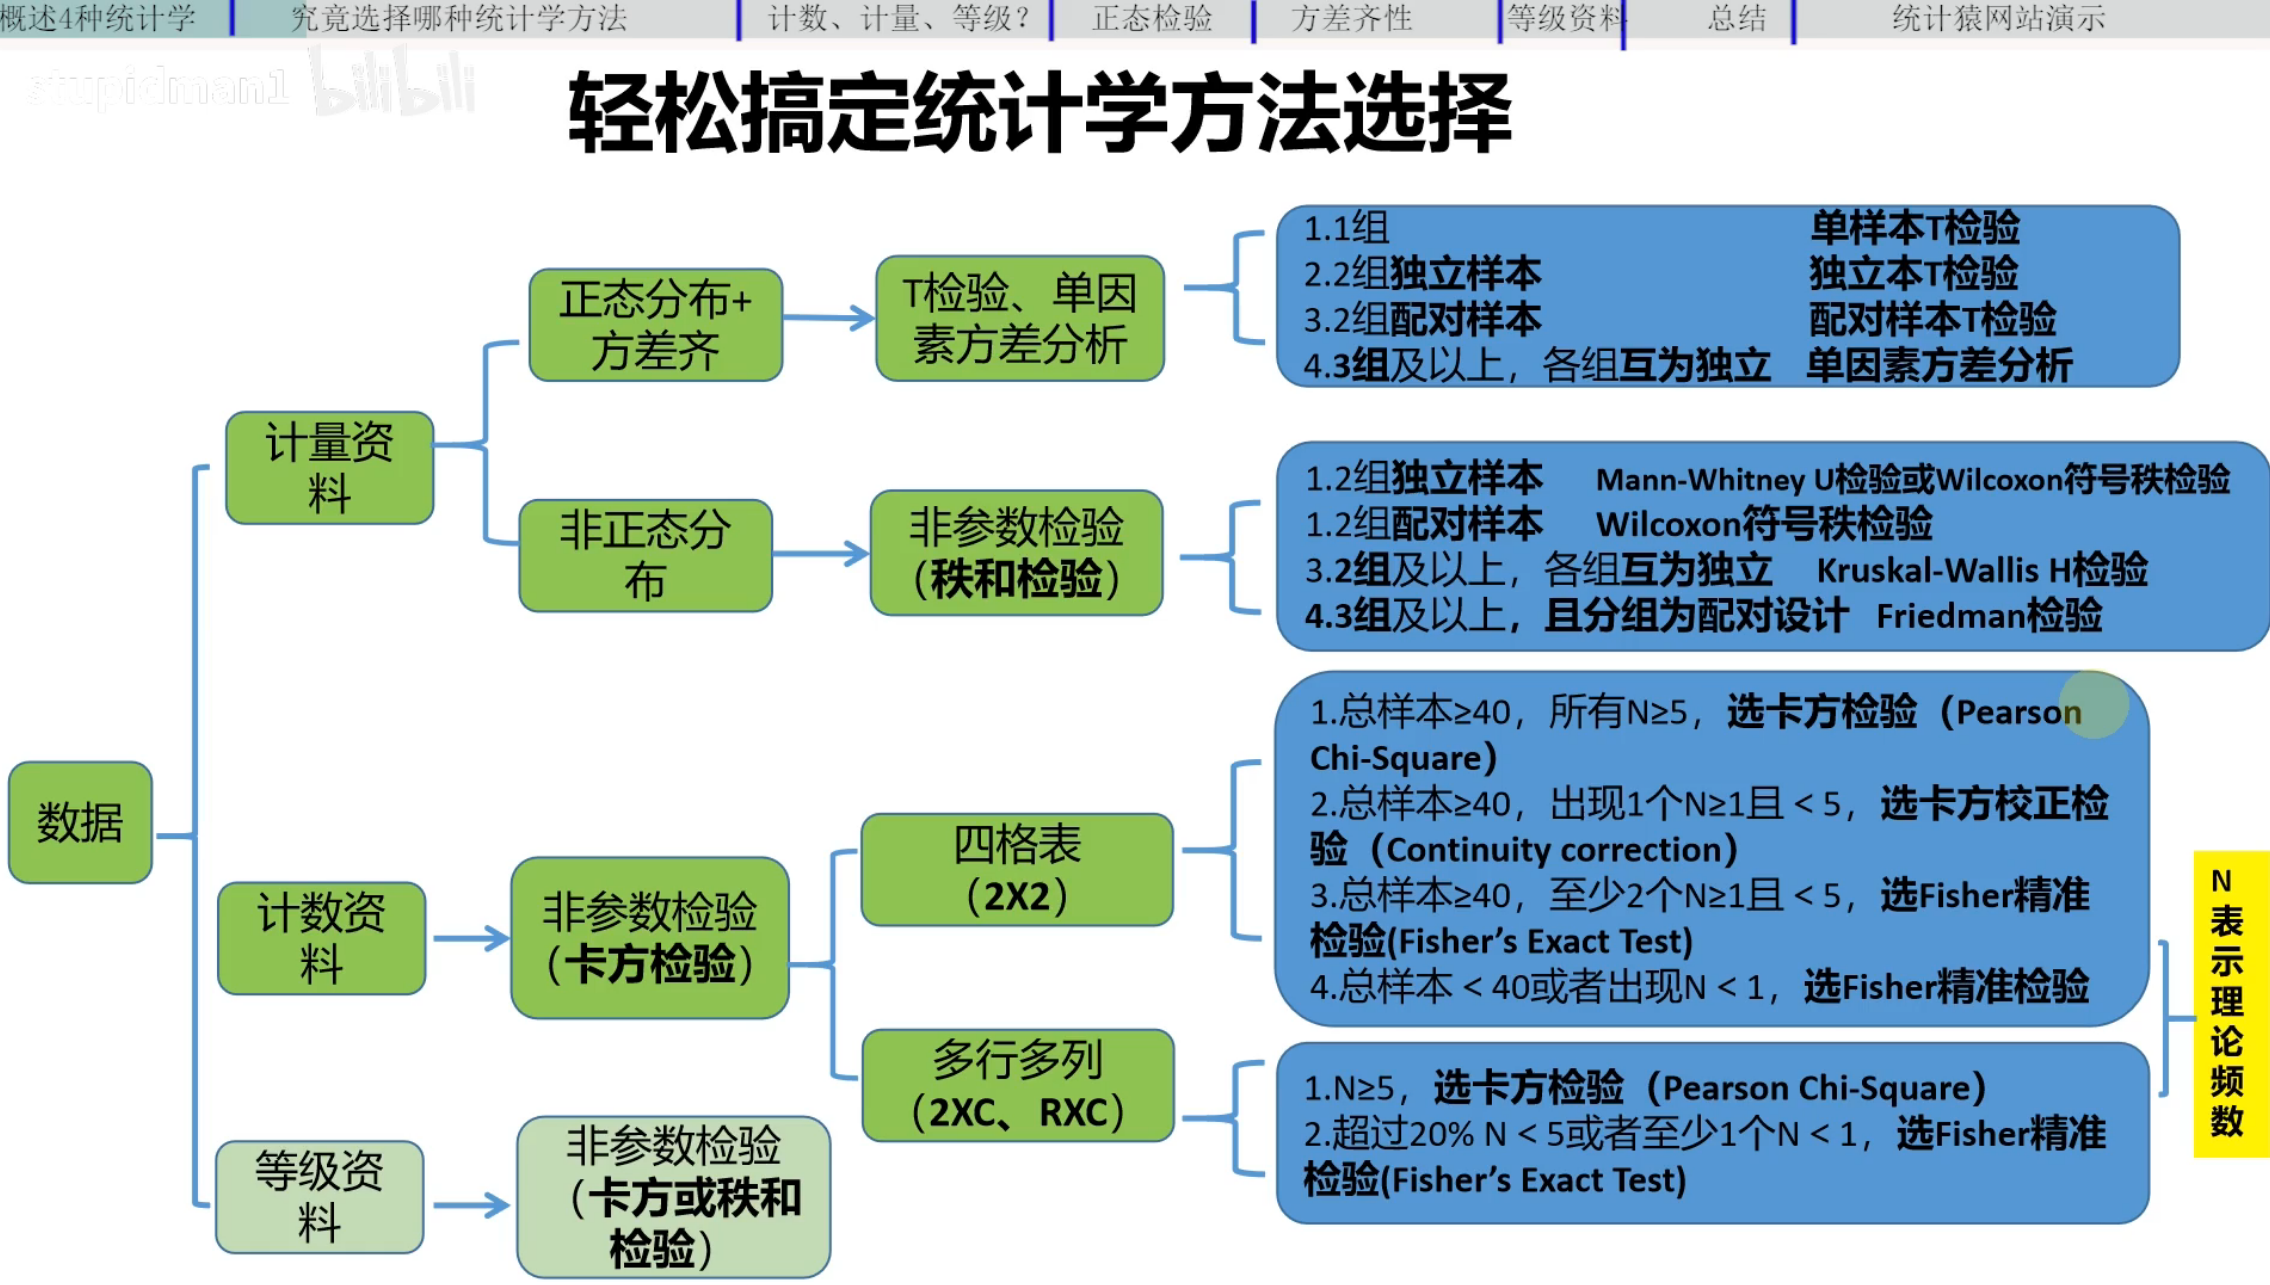 概述4种统计学
究竟选择哪种统计学方法
计数、计量、等级？
正态检验
方差齐性
等级资料
总结
统计猿网站演示
stupidman1 bilibili
轻松搞定统计学方法选择
数据
计量资
料
正态分布+
方差齐
T检验、单因
素方差分析
1.1组 单样本T检验
2.2组独立样本 独立本T检验
3.2组配对样本 配对样本T检验
4.3组及以上，各组互为独立 单因素方差分析
非正态分
布
非参数检验
（秩和检验）
1.2组独立样本 Mann-Whitney U检验或Wilcoxon符号秩检验
1.2组配对样本 Wilcoxon符号秩检验
3.2组及以上，各组互为独立 Kruskal-Wallis H检验
4.3组及以上，且分组为配对设计 Friedman检验
计数资
料
非参数检验
（卡方检验）
四格表
（2X2）
1.总样本≥40，所有N≥5，选卡方检验（Pearson
Chi-Square）
2.总样本≥40，出现1个N≥1且＜5，选卡方校正检
验（Continuity correction）
3.总样本≥40，至少2个N≥1且＜5，选Fisher精准
检验(Fisher’s Exact Test)
4.总样本＜40或者出现N＜1，选Fisher精准检验
多行多列
（2XC、RXC）
1.N≥5，选卡方检验（Pearson Chi-Square）
2.超过20% N＜5或者至少1个N＜1，选Fisher精准
检验(Fisher’s Exact Test)
N
表
示
理
论
频
数
等级资
料
非参数检验
（卡方或秩和
检验）